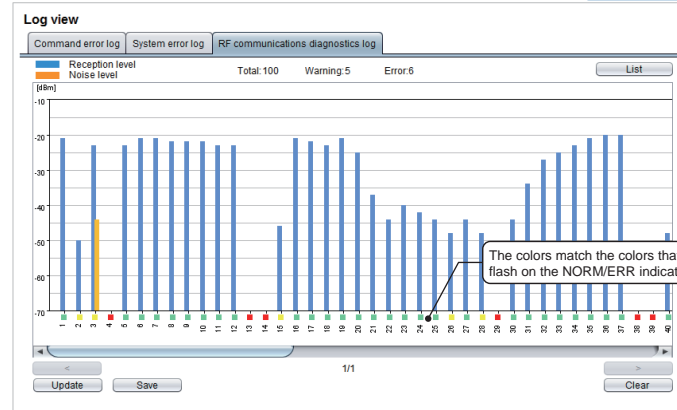 Log view
Command error log System error log RF communications diagnostics log
Reception level
Noise level
Total:100 Warning:5 Error:6
List
[dBm]
-10
-20
-30
-40
-50
-60
-70
The colors match the colors tha
flash on the NORM/ERR indicat
1 2 3 4 5 6 7 8 9 10 11 12 13 14 15 16 17 18 19 20 21 22 23 24 25 26 27 28 29 30 31 32 33 34 35 36 37 38 39 40
< 1/1 >
Update Save Clear